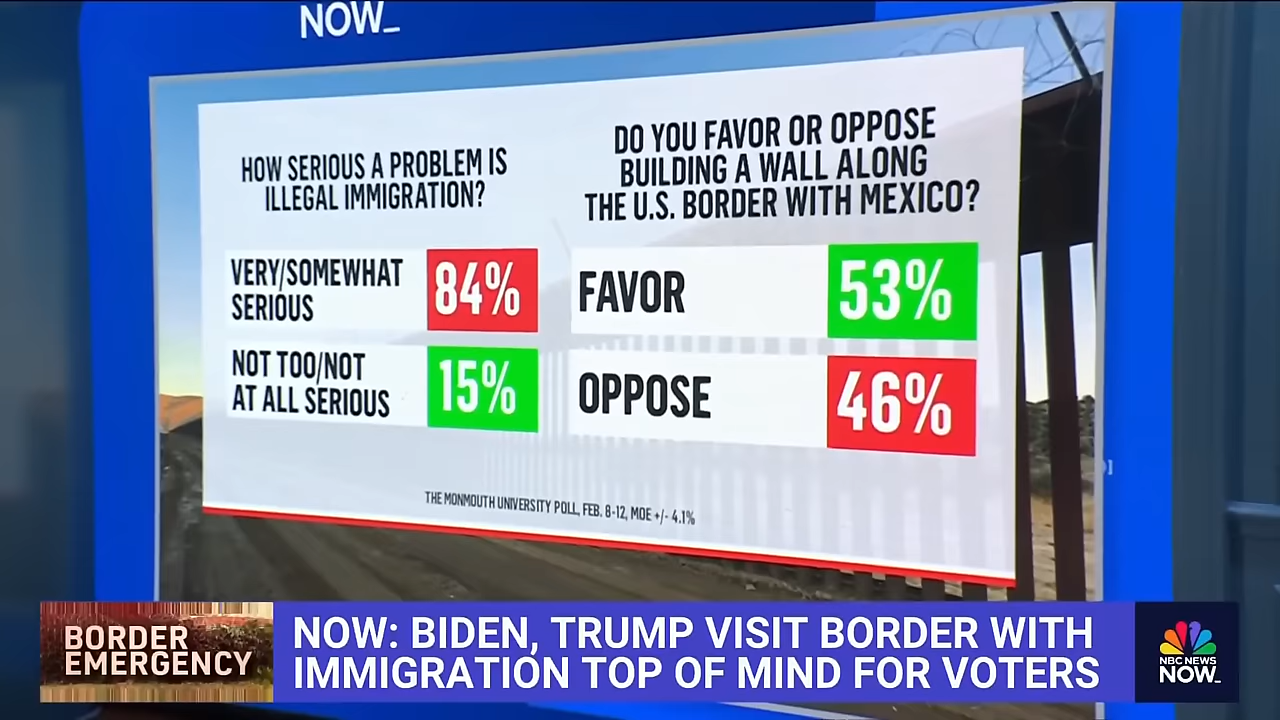 NOW_
HOW SERIOUS A PROBLEM IS
ILLEGAL IMMIGRATION?
VERY/SOMEWHAT
SERIOUS
84%
NOT TOO/NOT
AT ALL SERIOUS
15%
DO YOU FAVOR OR OPPOSE
BUILDING A WALL ALONG
THE U.S. BORDER WITH MEXICO?
FAVOR
53%
OPPOSE
46%
THE MONMOUTH UNIVERSITY POLL, FEB. 8-12, MOE +/- 4.1%
BORDER
EMERGENCY
NOW: BIDEN, TRUMP VISIT BORDER WITH
IMMIGRATION TOP OF MIND FOR VOTERS
NBC NEWS
NOW_